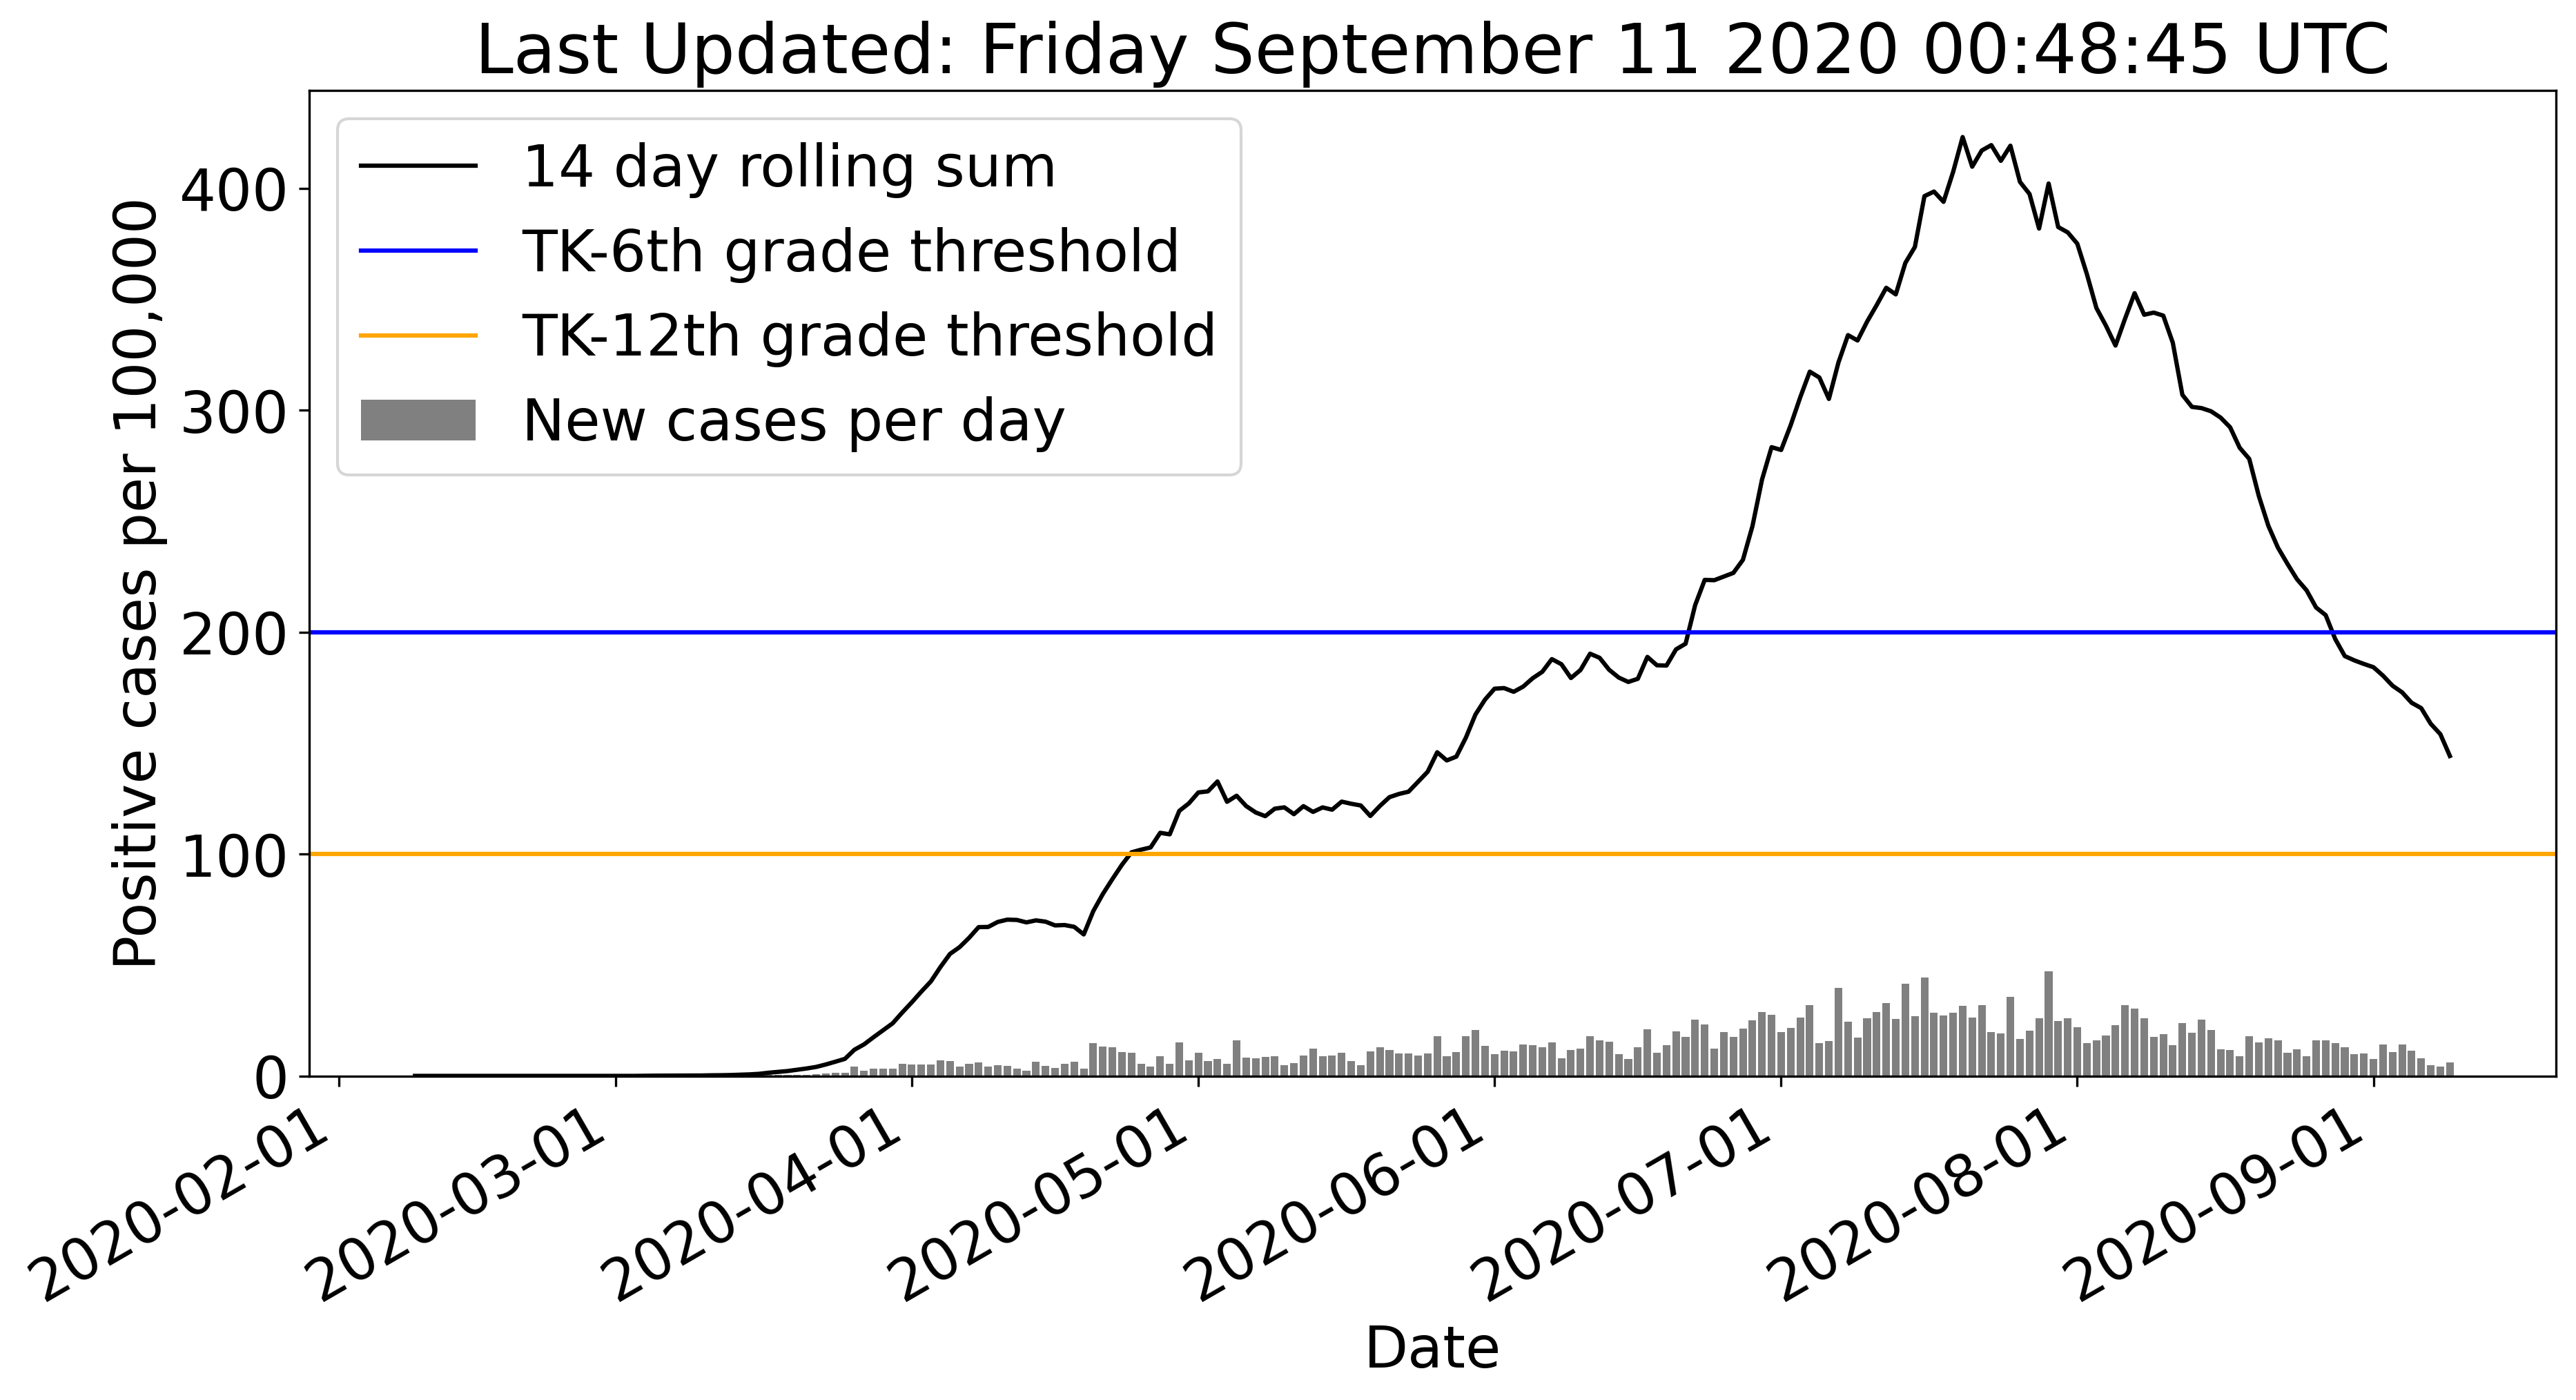 Last Updated: Friday September 11 2020 00:48:45 UTC
14 day rolling sum
TK-6th grade threshold
TK-12th grade threshold
New cases per day
Positive cases per 100,000
400
300
200
100
0
2020-02-01
2020-03-01
2020-04-01
2020-05-01
2020-06-01
2020-07-01
2020-08-01
2020-09-01
Date